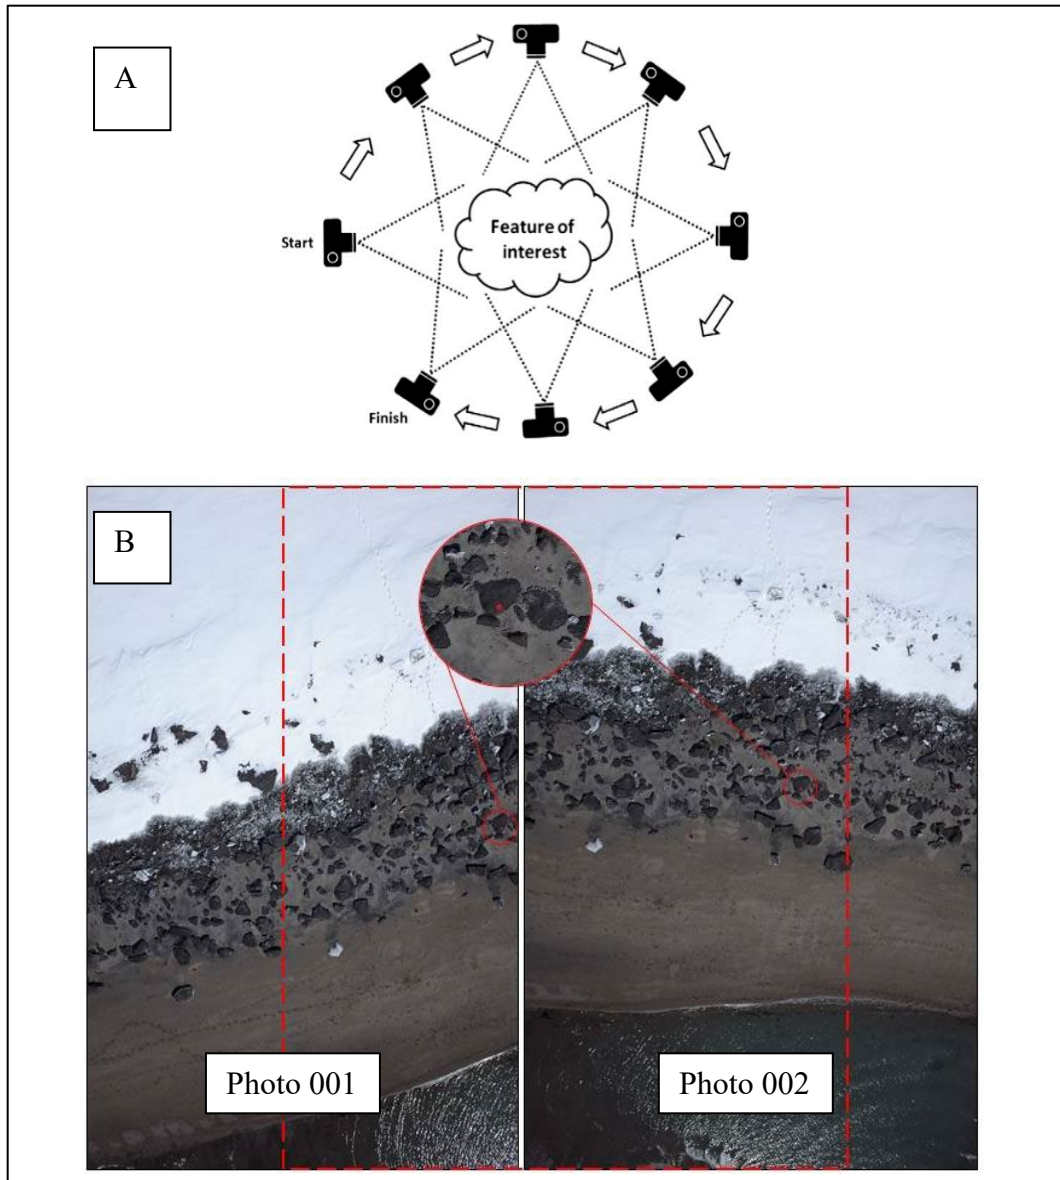 A
Start
Feature of
interest
Finish
B
Photo 001
Photo 002